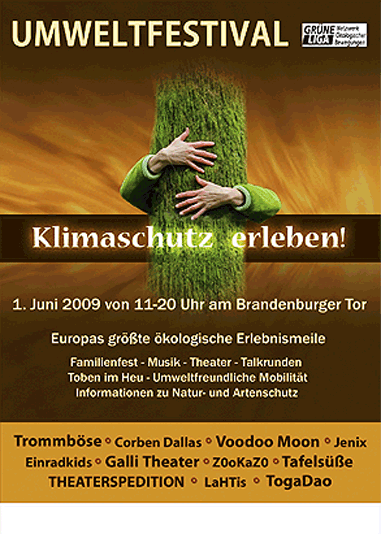 UMWELTFESTIVAL
GRÜNE LIGA
Netzwerk
Ökologischer
Bewegungen
Klimaschutz erleben!
1. Juni 2009 von 11-20 Uhr am Brandenburger Tor
Europas größte ökologische Erlebnismeile
Familienfest - Musik - Theater - Talkrunden
Toben im Heu - Umweltfreundliche Mobilität
Informationen zu Natur- und Artenschutz
Trommböse ° Corben Dallas ° Voodoo Moon ° Jenix
Einradkids ° Galli Theater ° Z0oKaZ0 ° Tafelsüße
THEATERSPEDITION ° LaHTis ° TogaDao